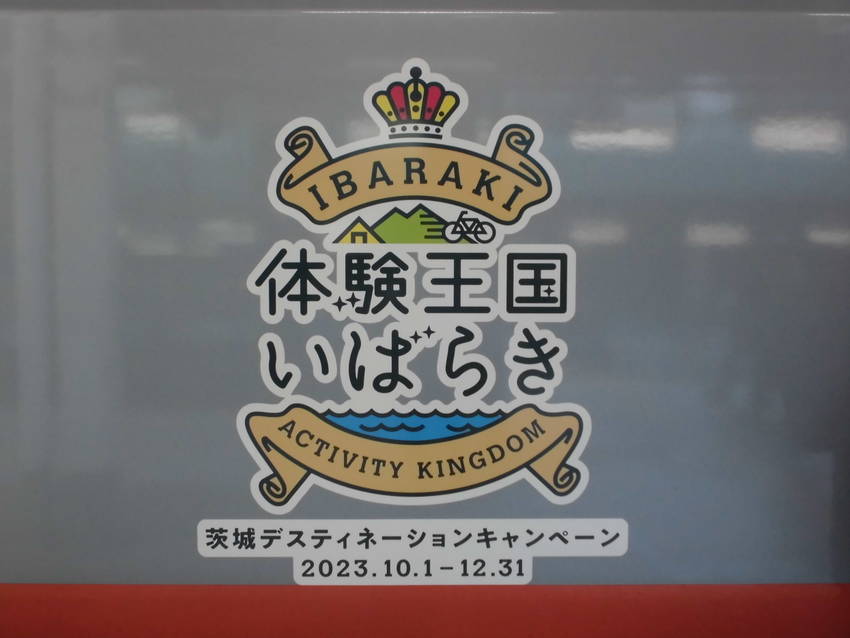 IBARAKI
体験王国
いばらき
ACTIVITY KINGDOM
茨城デスティネーションキャンペーン
2023.10.1－12.31